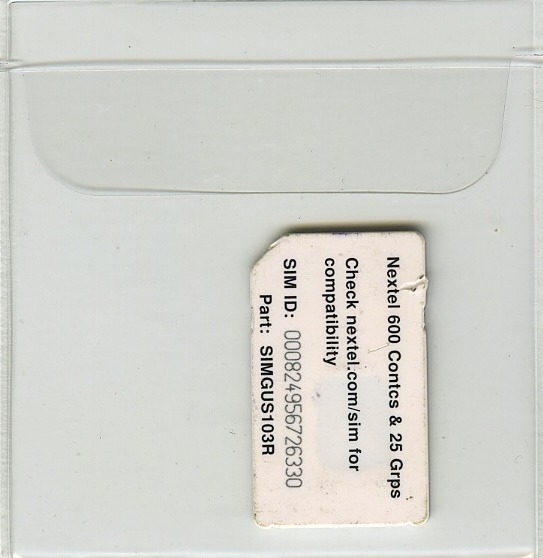 Nextel 600 Contcs & 25 Grps
Check nextel.com/sim for
compatibility
SIM ID: 000824956726330
Part: SIMGUS103R